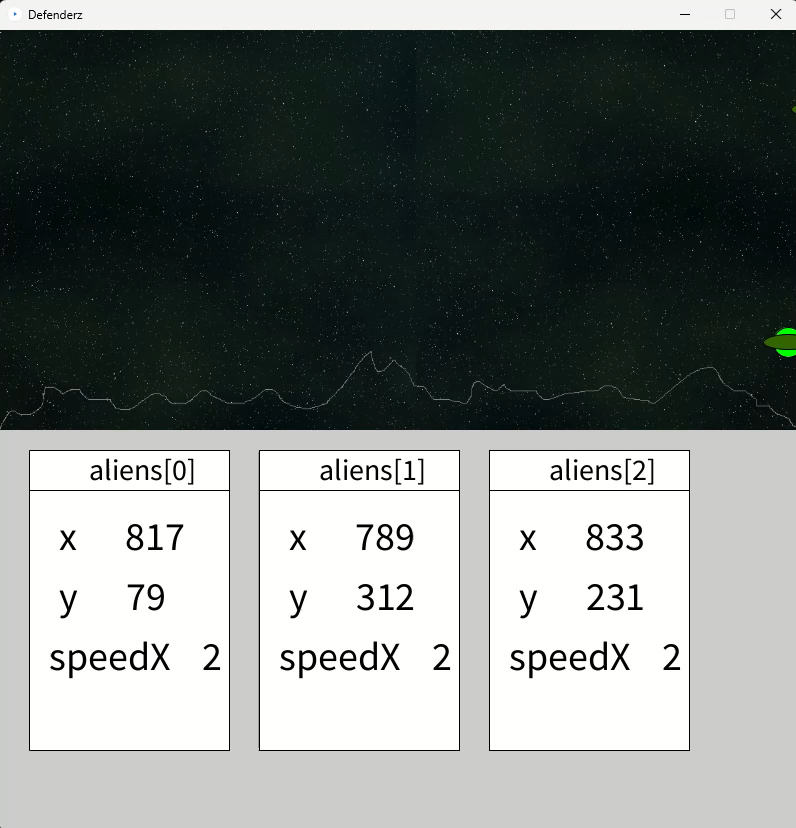 Defenderz
aliens[0] aliens[1] aliens[2]
x 817 x 789 x 833
y 79 y 312 y 231
speedX 2 speedX 2 speedX 2